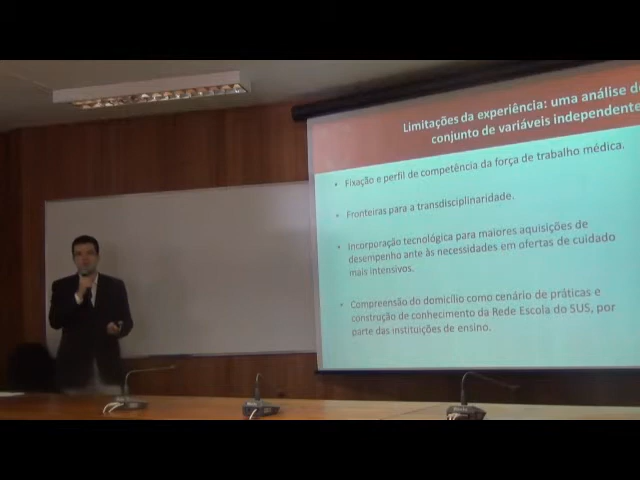 Limitações da experiência: uma análise do
conjunto de variáveis independente
• Fixação e perfil de competência da força de trabalho médica.
• Fronteiras para a transdisciplinaridade.
• Incorporação tecnológica para maiores aquisições de
desempenho ante às necessidades em ofertas de cuidado
mais intensivos.
• Compreensão do domicílio como cenário de práticas e
construção de conhecimento da Rede Escola do SUS, por
parte das instituições de ensino.